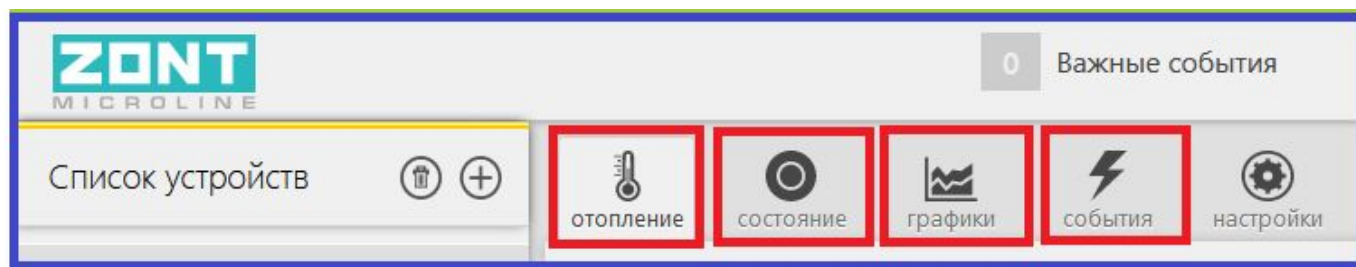 ZONT
MICROLINE
0 Важные события
Список устройств
отопление состояние графики события настройки